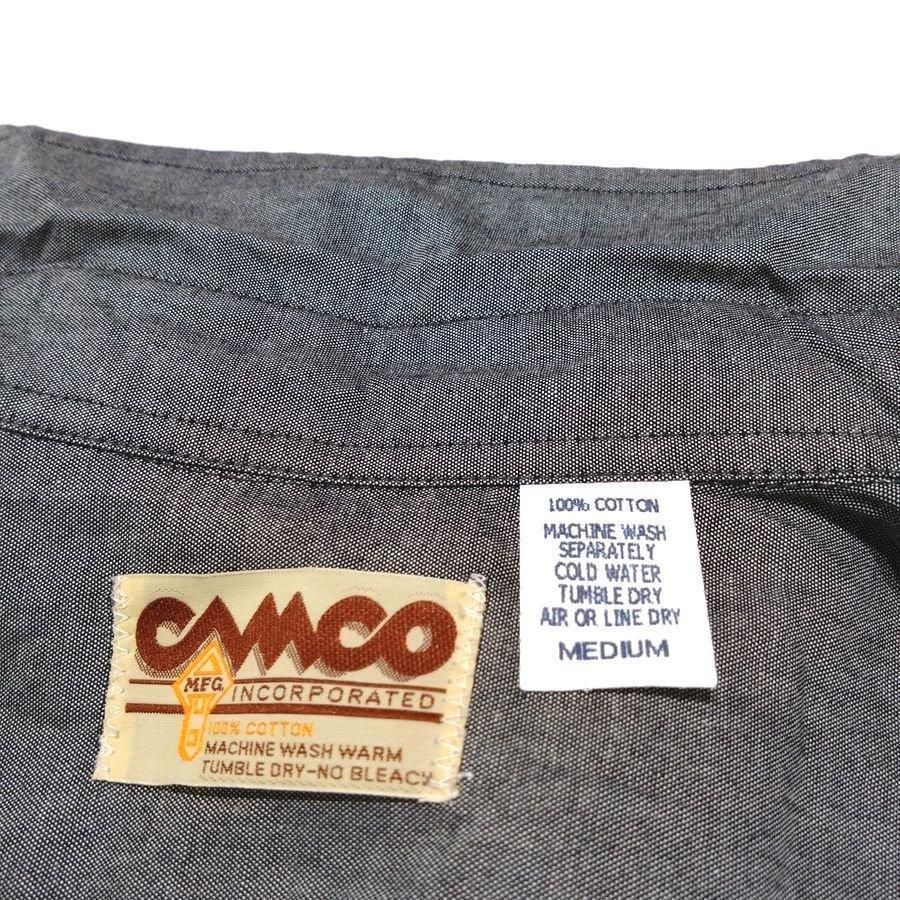 CAMCO
MFG.
INCORPORATED
100% COTTON
MACHINE WASH WARM
TUMBLE DRY-NO BLEACH
100% COTTON
MACHINE WASH
SEPARATELY
COLD WATER
TUMBLE DRY
AIR OR LINE DRY
MEDIUM